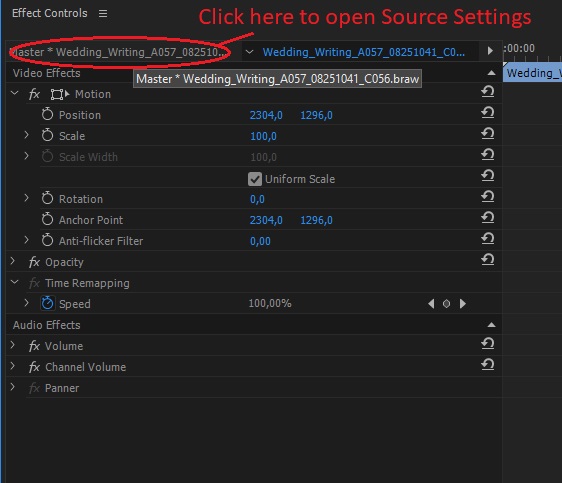 Click here to open Source Settings
Effect Controls
Master * Wedding_Writing_A057_082510... Wedding_Writing_A057_08251041_C0... :00:00
Video Effects Wedding_W
Master * Wedding_Writing_A057_08251041_C056.braw
fx Motion
Position 2304,0 1296,0
Scale 100,0
Scale Width 100,0
Uniform Scale
Rotation 0,0
Anchor Point 2304,0 1296,0
Anti-flicker Filter 0,00
fx Opacity
fx Time Remapping
Speed 100,00%
Audio Effects
fx Volume
fx Channel Volume
fx Panner